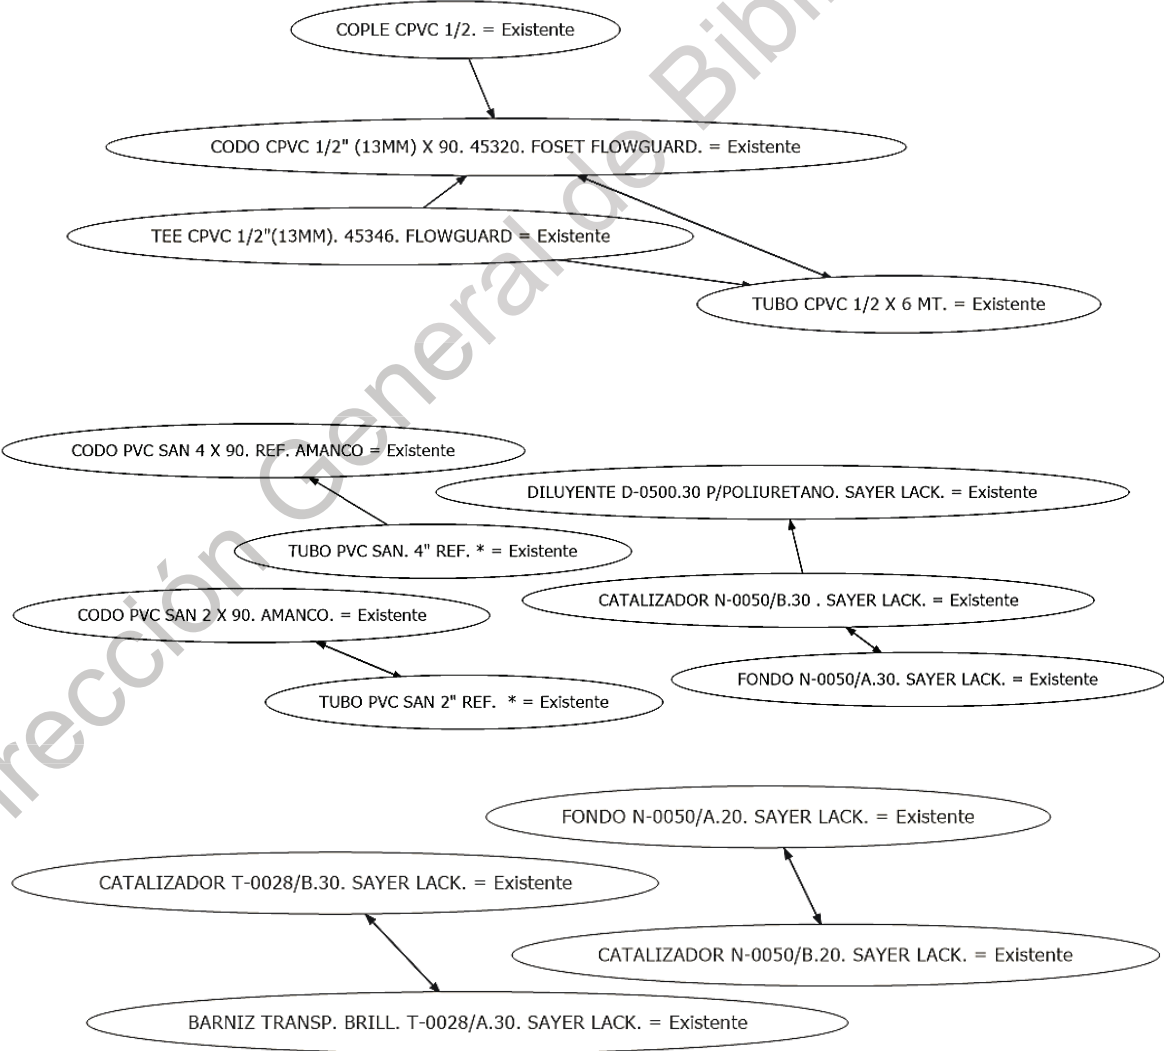 COPLE CPVC 1/2. = Existente
CODO CPVC 1/2" (13MM) X 90. 45320. FOSET FLOWGUARD. = Existente
TEE CPVC 1/2"(13MM). 45346. FLOWGUARD = Existente
TUBO CPVC 1/2 X 6 MT. = Existente
CODO PVC SAN 4 X 90. REF. AMANCO = Existente
DILUYENTE D-0500.30 P/POLIURETANO. SAYER LACK. = Existente
TUBO PVC SAN. 4" REF. * = Existente
CATALIZADOR N-0050/B.30 . SAYER LACK. = Existente
CODO PVC SAN 2 X 90. AMANCO. = Existente
FONDO N-0050/A.30. SAYER LACK. = Existente
TUBO PVC SAN 2" REF.  * = Existente
FONDO N-0050/A.20. SAYER LACK. = Existente
CATALIZADOR T-0028/B.30. SAYER LACK. = Existente
CATALIZADOR N-0050/B.20. SAYER LACK. = Existente
BARNIZ TRANSP. BRILL. T-0028/A.30. SAYER LACK. = Existente
rección General de Bibli